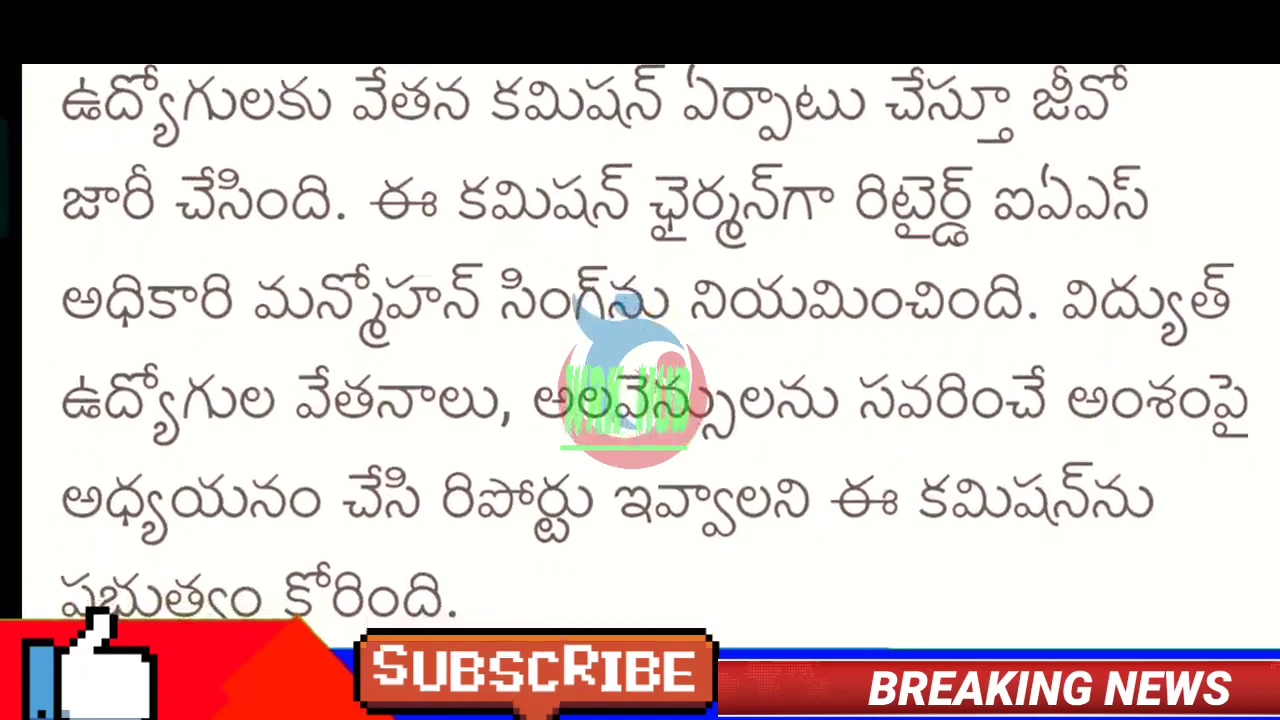 ఉద్యోగులకు వేతన కమిషన్ ఏర్పాటు చేస్తూ జీవో
జారీ చేసింది. ఈ కమిషన్ ఛైర్మన్‌గా రిటైర్డ్ ఐఏఎస్
అధికారి మన్మోహన్ సింగ్‌ను నియమించింది. విద్యుత్
ఉద్యోగుల వేతనాలు, అలవెన్సులను సవరించే అంశంపై
అధ్యయనం చేసి రిపోర్టు ఇవ్వాలని ఈ కమిషన్‌ను
ప్రభుత్వం కోరింది.
SUBSCRIBE
BREAKING NEWS